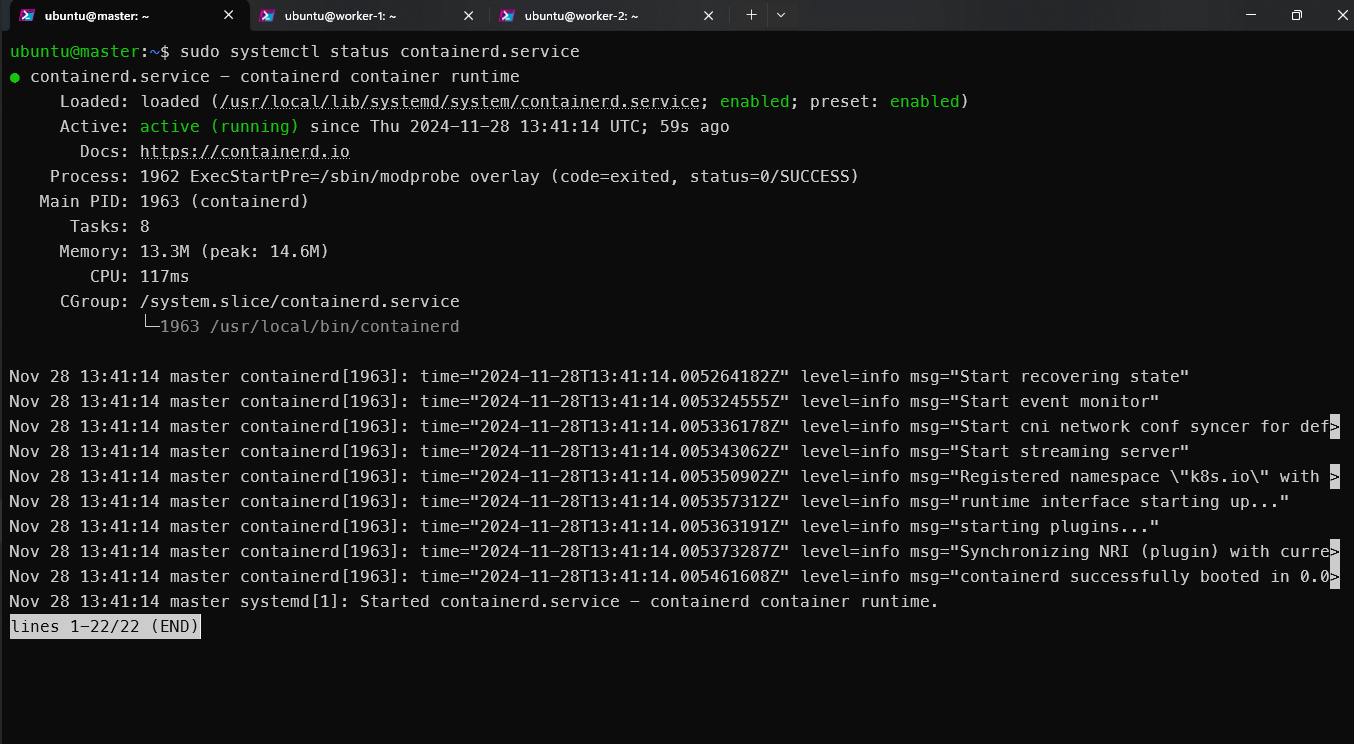 ubuntu@master: ~
ubuntu@worker-1: ~
ubuntu@worker-2: ~
ubuntu@master:~$ sudo systemctl status containerd.service
● containerd.service - containerd container runtime
Loaded: loaded (/usr/local/lib/systemd/system/containerd.service; enabled; preset: enabled)
Active: active (running) since Thu 2024-11-28 13:41:14 UTC; 59s ago
Docs: https://containerd.io
Process: 1962 ExecStartPre=/sbin/modprobe overlay (code=exited, status=0/SUCCESS)
Main PID: 1963 (containerd)
Tasks: 8
Memory: 13.3M (peak: 14.6M)
CPU: 117ms
CGroup: /system.slice/containerd.service
└─1963 /usr/local/bin/containerd
Nov 28 13:41:14 master containerd[1963]: time="2024-11-28T13:41:14.005264182Z" level=info msg="Start recovering state"
Nov 28 13:41:14 master containerd[1963]: time="2024-11-28T13:41:14.005324555Z" level=info msg="Start event monitor"
Nov 28 13:41:14 master containerd[1963]: time="2024-11-28T13:41:14.005336178Z" level=info msg="Start cni network conf syncer for def>
Nov 28 13:41:14 master containerd[1963]: time="2024-11-28T13:41:14.005343062Z" level=info msg="Start streaming server"
Nov 28 13:41:14 master containerd[1963]: time="2024-11-28T13:41:14.005350902Z" level=info msg="Registered namespace \"k8s.io\" with >
Nov 28 13:41:14 master containerd[1963]: time="2024-11-28T13:41:14.005357312Z" level=info msg="runtime interface starting up..."
Nov 28 13:41:14 master containerd[1963]: time="2024-11-28T13:41:14.005363191Z" level=info msg="starting plugins..."
Nov 28 13:41:14 master containerd[1963]: time="2024-11-28T13:41:14.005373287Z" level=info msg="Synchronizing NRI (plugin) with curre>
Nov 28 13:41:14 master containerd[1963]: time="2024-11-28T13:41:14.005461608Z" level=info msg="containerd successfully booted in 0.0>
Nov 28 13:41:14 master systemd[1]: Started containerd.service - containerd container runtime.
lines 1-22/22 (END)